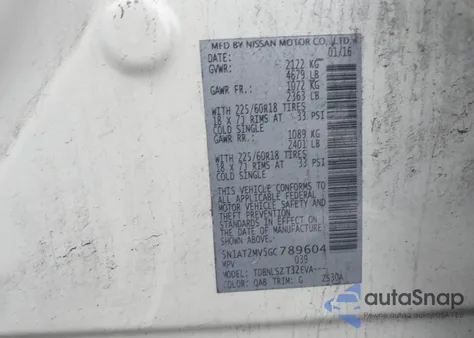 MFD BY NISSAN MOTOR CO., LTD.
DATE: 01/16
GVWR: 2122 KG
4679 LB
GAWR FR.: 1072 KG
2363 LB
WITH 225/60R18 TIRES
18 X 7J RIMS AT 33 PSI
COLD SINGLE
GAWR RR.: 1089 KG
2401 LB
WITH 225/60R18 TIRES
18 X 7J RIMS AT 33 PSI
COLD SINGLE
THIS VEHICLE CONFORMS TO
ALL APPLICABLE FEDERAL
MOTOR VEHICLE SAFETY
AND THEFT PREVENTION
STANDARDS IN EFFECT ON
THE DATE OF MANUFACTURE
SHOWN ABOVE.
5N1AT2MV5GC789604
MPV 039
MODEL: TDBNLSZT32EVA---
COLOR: QAB TRIM: G 2530A
autoSnap